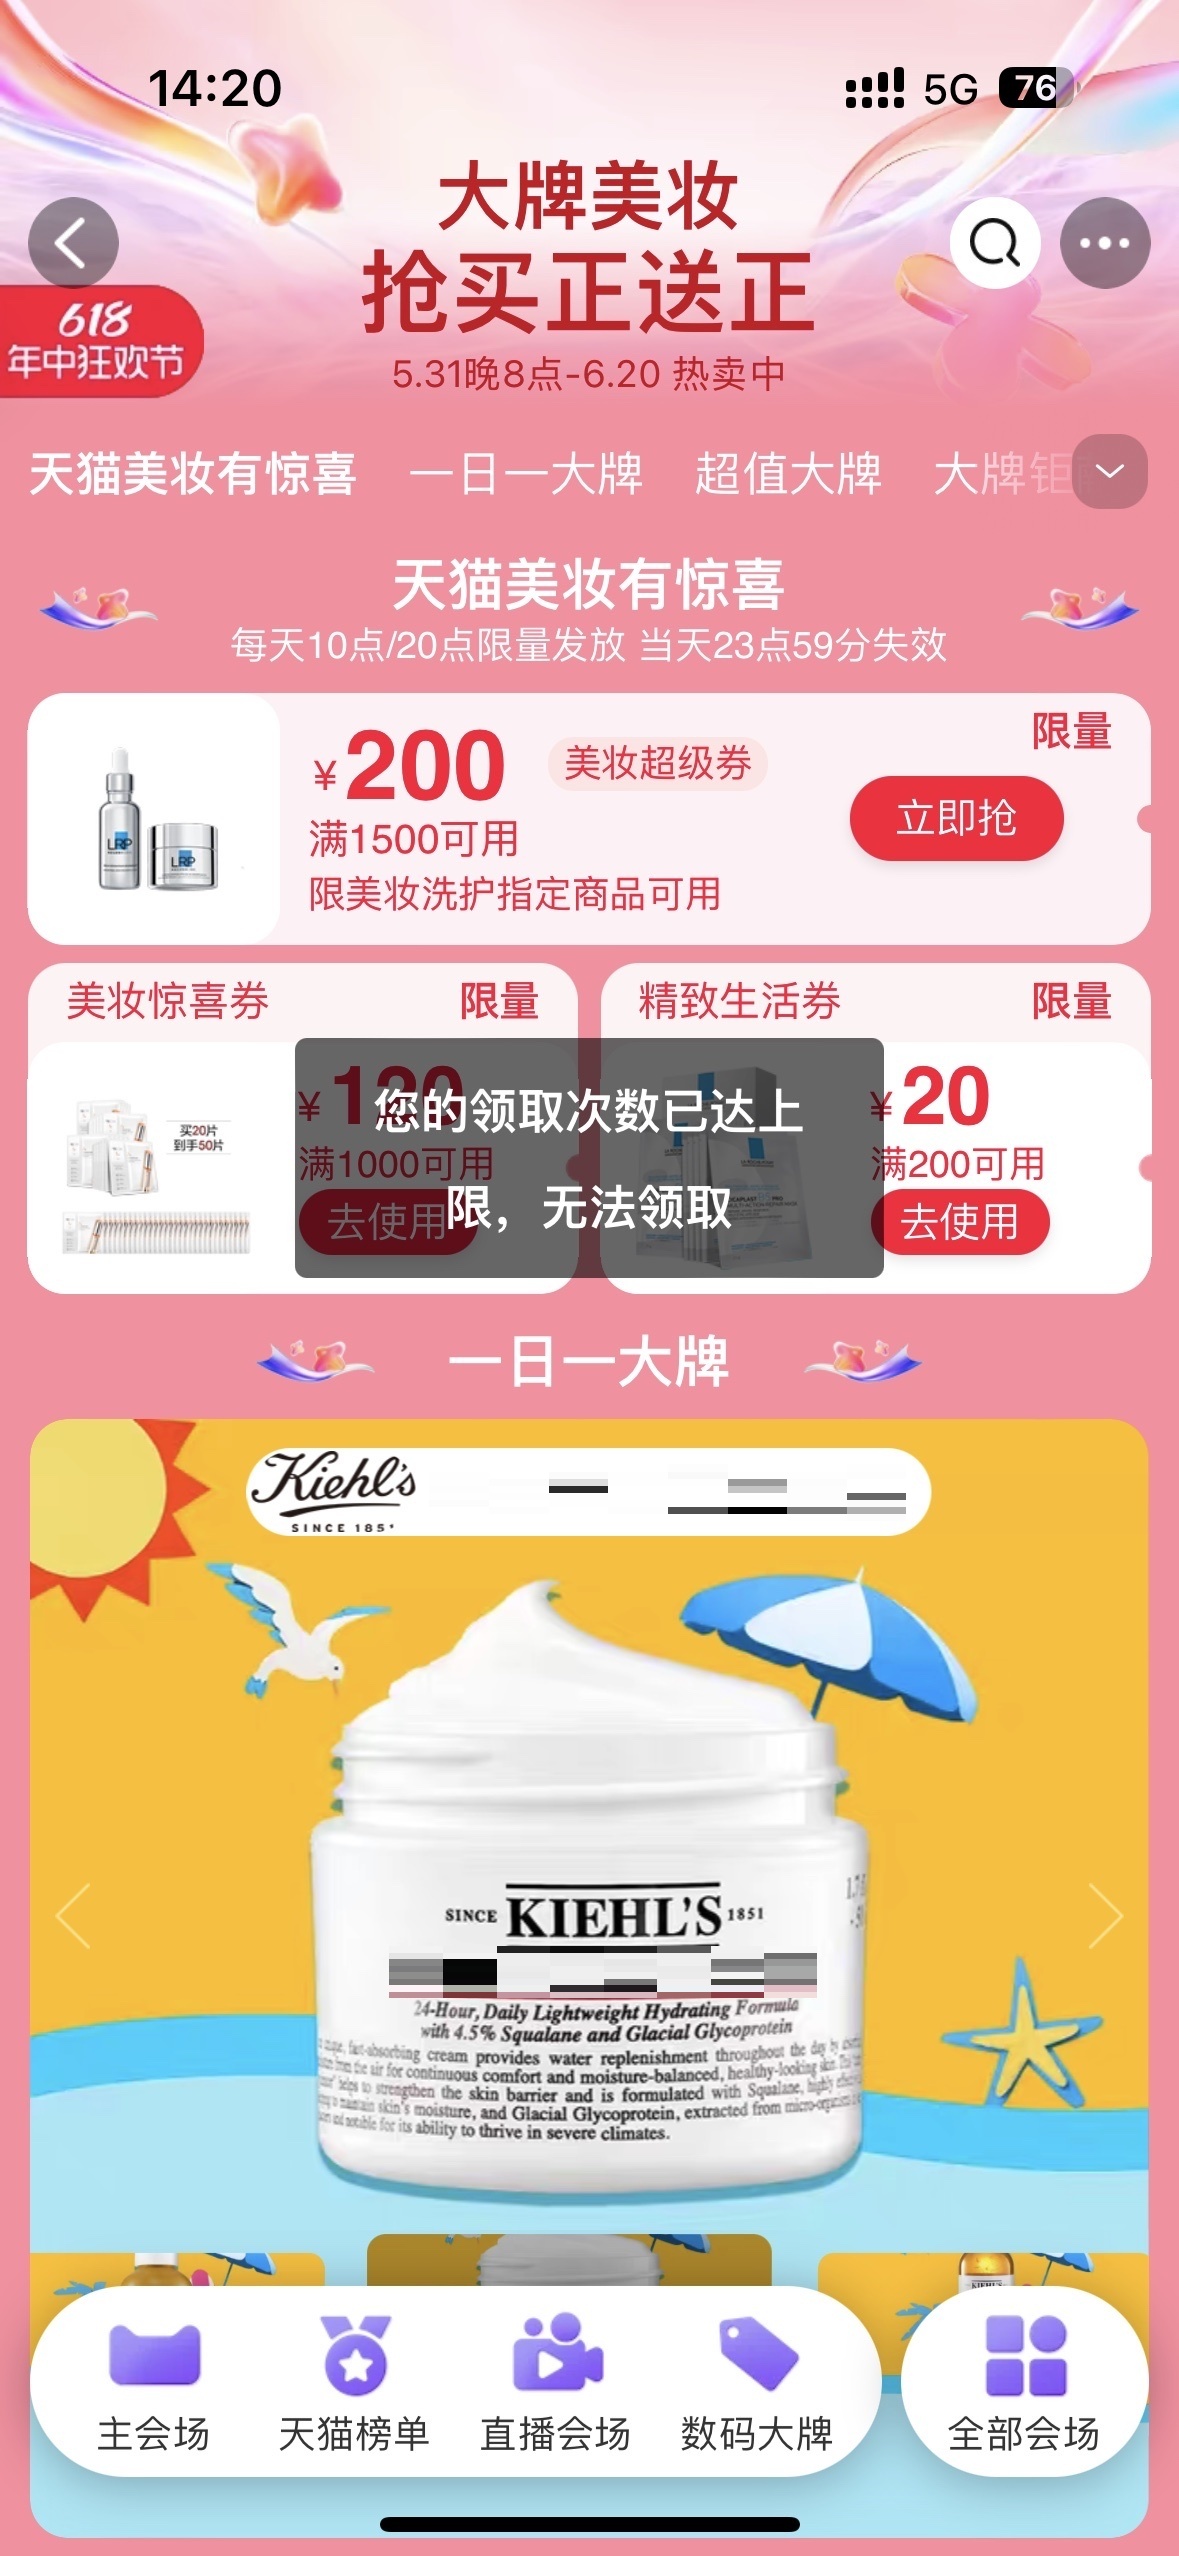 14:20
5G 76
大牌美妆
抢买正送正
618
年中狂欢节
5.31晚8点-6.20 热卖中
天猫美妆有惊喜 一日一大牌 超值大牌 大牌钜
天猫美妆有惊喜
每天10点/20点限量发放 当天23点59分失效
限量
¥200 美妆超级券
立即抢
满1500可用
限美妆洗护指定商品可用
LRP
LRP
美妆惊喜券 限量
买20片
到手50片
¥120
满1000可用
去使用
精致生活券 限量
¥20
满200可用
去使用
您的领取次数已达上
限，无法领取
一日一大牌
Kiehl's
SINCE 185
SINCE KIEHL'S 1851
24-Hour, Daily Lightweight Hydrating Formula
with 4.5% Squalane and Glacial Glycoprotein
fast-absorbing cream provides water replenishment throughout the day by
from the air for continuous comfort and moisture-balanced, healthy-looking skin.
helps to strengthen the skin barrier and is formulated with Squalane, highly
maintain skin's moisture, and Glacial Glycoprotein, extracted from
and notible for its ability to thrive in severe climates.
KIEHL'S
主会场 天猫榜单 直播会场 数码大牌 全部会场